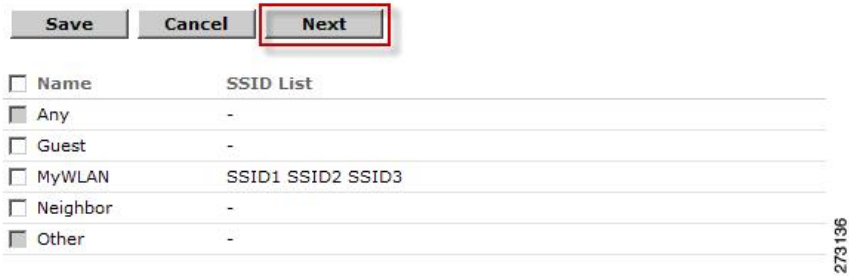 Save Cancel Next
Name SSID List
Any -
Guest -
MyWLAN SSID1 SSID2 SSID3
Neighbor -
Other -
273136